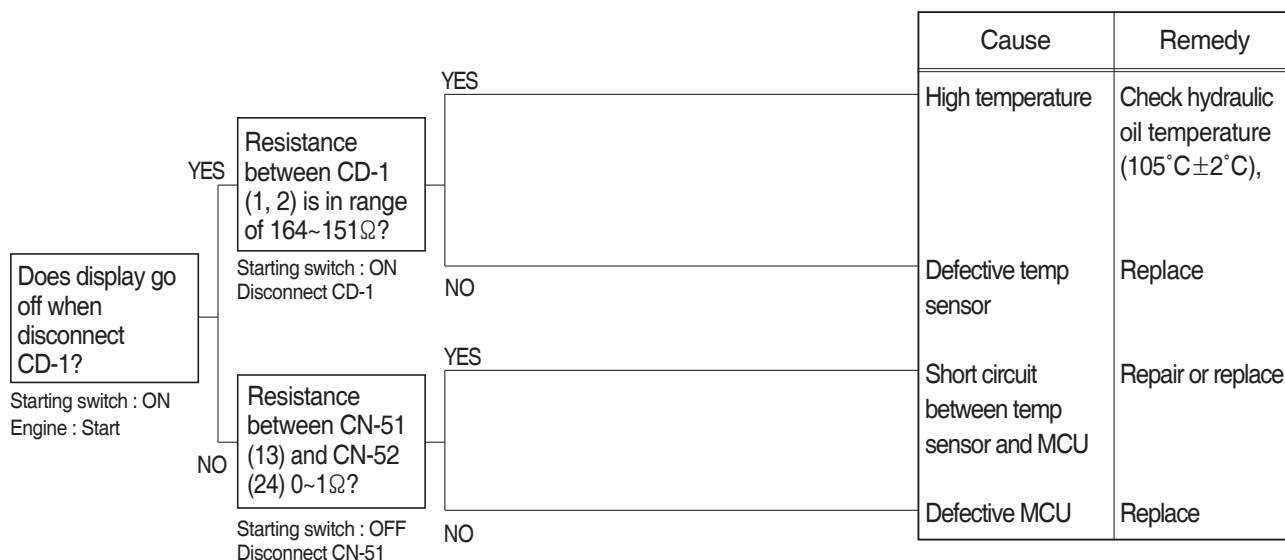 Does display go
off when
disconnect
CD-1?
Starting switch : ON
Engine : Start
YES
Resistance
between CD-1
(1, 2) is in range
of 164~151Ω?
Starting switch : ON
Disconnect CD-1
NO
Resistance
between CN-51
(13) and CN-52
(24) 0~1Ω?
Starting switch : OFF
Disconnect CN-51
YES
NO
YES
NO
Cause Remedy
High temperature Check hydraulic
oil temperature
(105˚C±2˚C),
Defective temp Replace
sensor
Short circuit Repair or replace
between temp
sensor and MCU
Defective MCU Replace